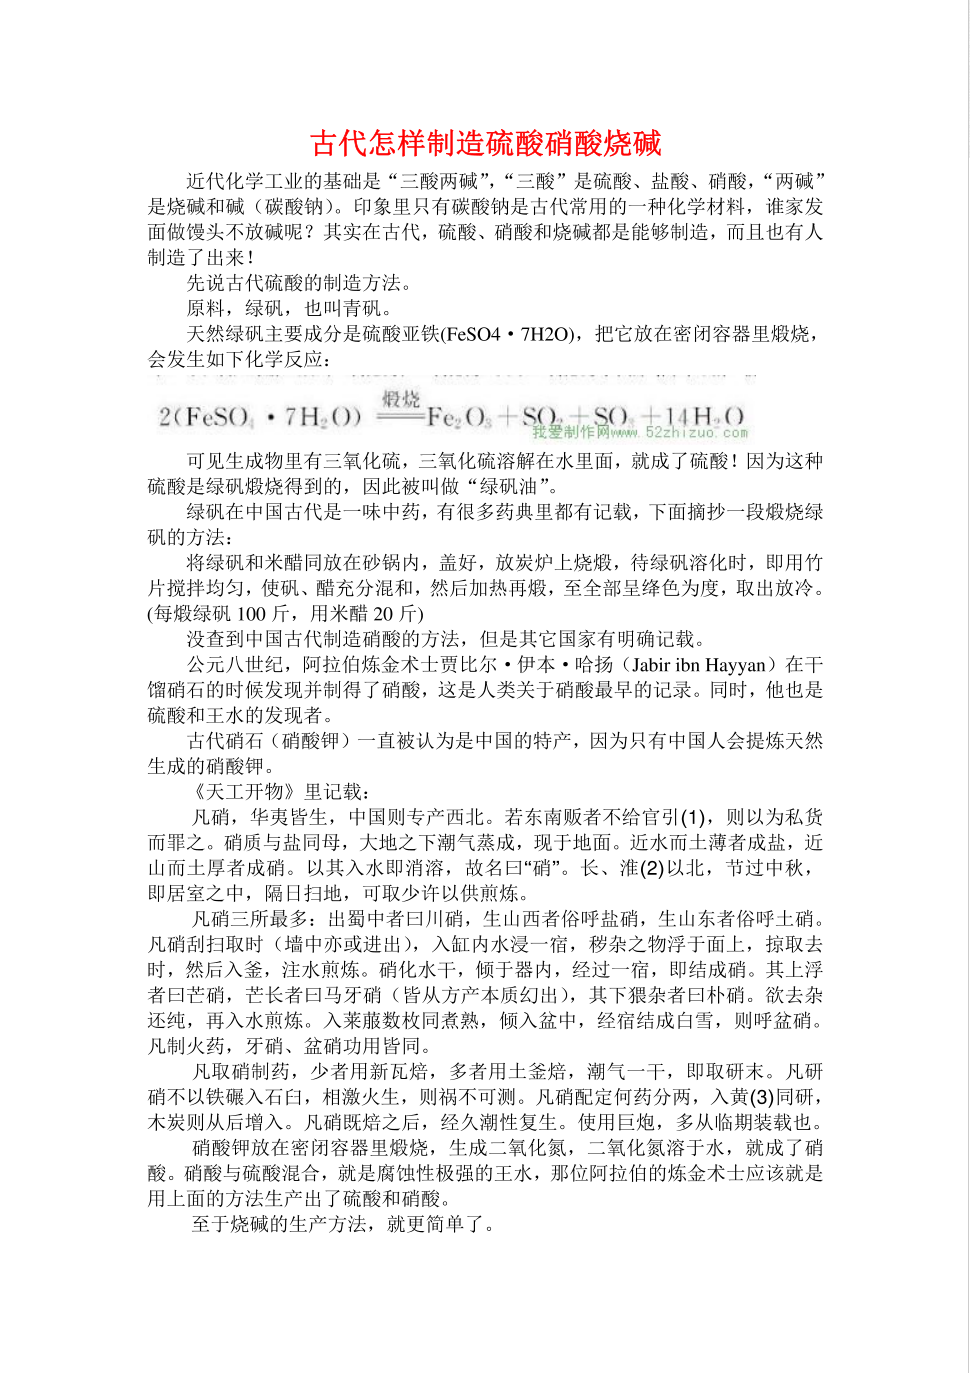 古代怎样制造硫酸硝酸烧碱
近代化学工业的基础是“三酸两碱”，“三酸”是硫酸、盐酸、硝酸，“两碱”
是烧碱和碱（碳酸钠）。印象里只有碳酸钠是古代常用的一种化学材料，谁家发
面做馒头不放碱呢？其实在古代，硫酸、硝酸和烧碱都是能够制造，而且也有人
制造了出来！
先说古代硫酸的制造方法。
原料，绿矾，也叫青矾。
天然绿矾主要成分是硫酸亚铁(FeSO4·7H2O)，把它放在密闭容器里煅烧，
会发生如下化学反应：
2(FeSO₄·7H₂O) 煅烧 Fe₂O₃+SO₂+SO₃+14H₂O
我爱制作网www.52zhizuo.com
可见生成物里有三氧化硫，三氧化硫溶解在水里面，就成了硫酸！因为这种
硫酸是绿矾煅烧得到的，因此被叫做“绿矾油”。
绿矾在中国古代是一味中药，有很多药典里都有记载，下面摘抄一段煅烧绿
矾的方法：
将绿矾和米醋同放在砂锅内，盖好，放炭炉上烧煅，待绿矾溶化时，即用竹
片搅拌均匀，使矾、醋充分混和，然后加热再煅，至全部呈绛色为度，取出放冷。
(每煅绿矾 100 斤，用米醋 20 斤)
没查到中国古代制造硝酸的方法，但是其它国家有明确记载。
公元八世纪，阿拉伯炼金术士贾比尔·伊本·哈扬（Jabir ibn Hayyan）在干
馏硝石的时候发现并制得了硝酸，这是人类关于硝酸最早的记录。同时，他也是
硫酸和王水的发现者。
古代硝石（硝酸钾）一直被认为是中国的特产，因为只有中国人会提炼天然
生成的硝酸钾。
《天工开物》里记载：
凡硝，华夷皆生，中国则专产西北。若东南贩者不给官引(1)，则以为私货
而罪之。硝质与盐同母，大地之下潮气蒸成，现于地面。近水而土薄者成盐，近
山而土厚者成硝。以其入水即消溶，故名曰“硝”。长、淮(2)以北，节过中秋，
即居室之中，隔日扫地，可取少许以供煎炼。
凡硝三所最多：出蜀中者曰川硝，生山西者俗呼盐硝，生山东者俗呼土硝。
凡硝刮扫取时（墙中亦或迸出），入缸内水浸一宿，秽杂之物浮于面上，掠取去
时，然后入釜，注水煎炼。硝化水干，倾于器内，经过一宿，即结成硝。其上浮
者曰芒硝，芒长者曰马牙硝（皆从方产本质幻出），其下猥杂者曰朴硝。欲去杂
还纯，再入水煎炼。入莱菔数枚同煮熟，倾入盆中，经宿结成白雪，则呼盆硝。
凡制火药，牙硝、盆硝功用皆同。
凡取硝制药，少者用新瓦焙，多者用土釜焙，潮气一干，即取研末。凡研
硝不以铁碾入石臼，相激火生，则祸不可测。凡硝配定何药分两，入黄(3)同研，
木炭则从后增入。凡硝既焙之后，经久潮性复生。使用巨炮，多从临期装载也。
硝酸钾放在密闭容器里煅烧，生成二氧化氮，二氧化氮溶于水，就成了硝
酸。硝酸与硫酸混合，就是腐蚀性极强的王水，那位阿拉伯的炼金术士应该就是
用上面的方法生产出了硫酸和硝酸。
至于烧碱的生产方法，就更简单了。